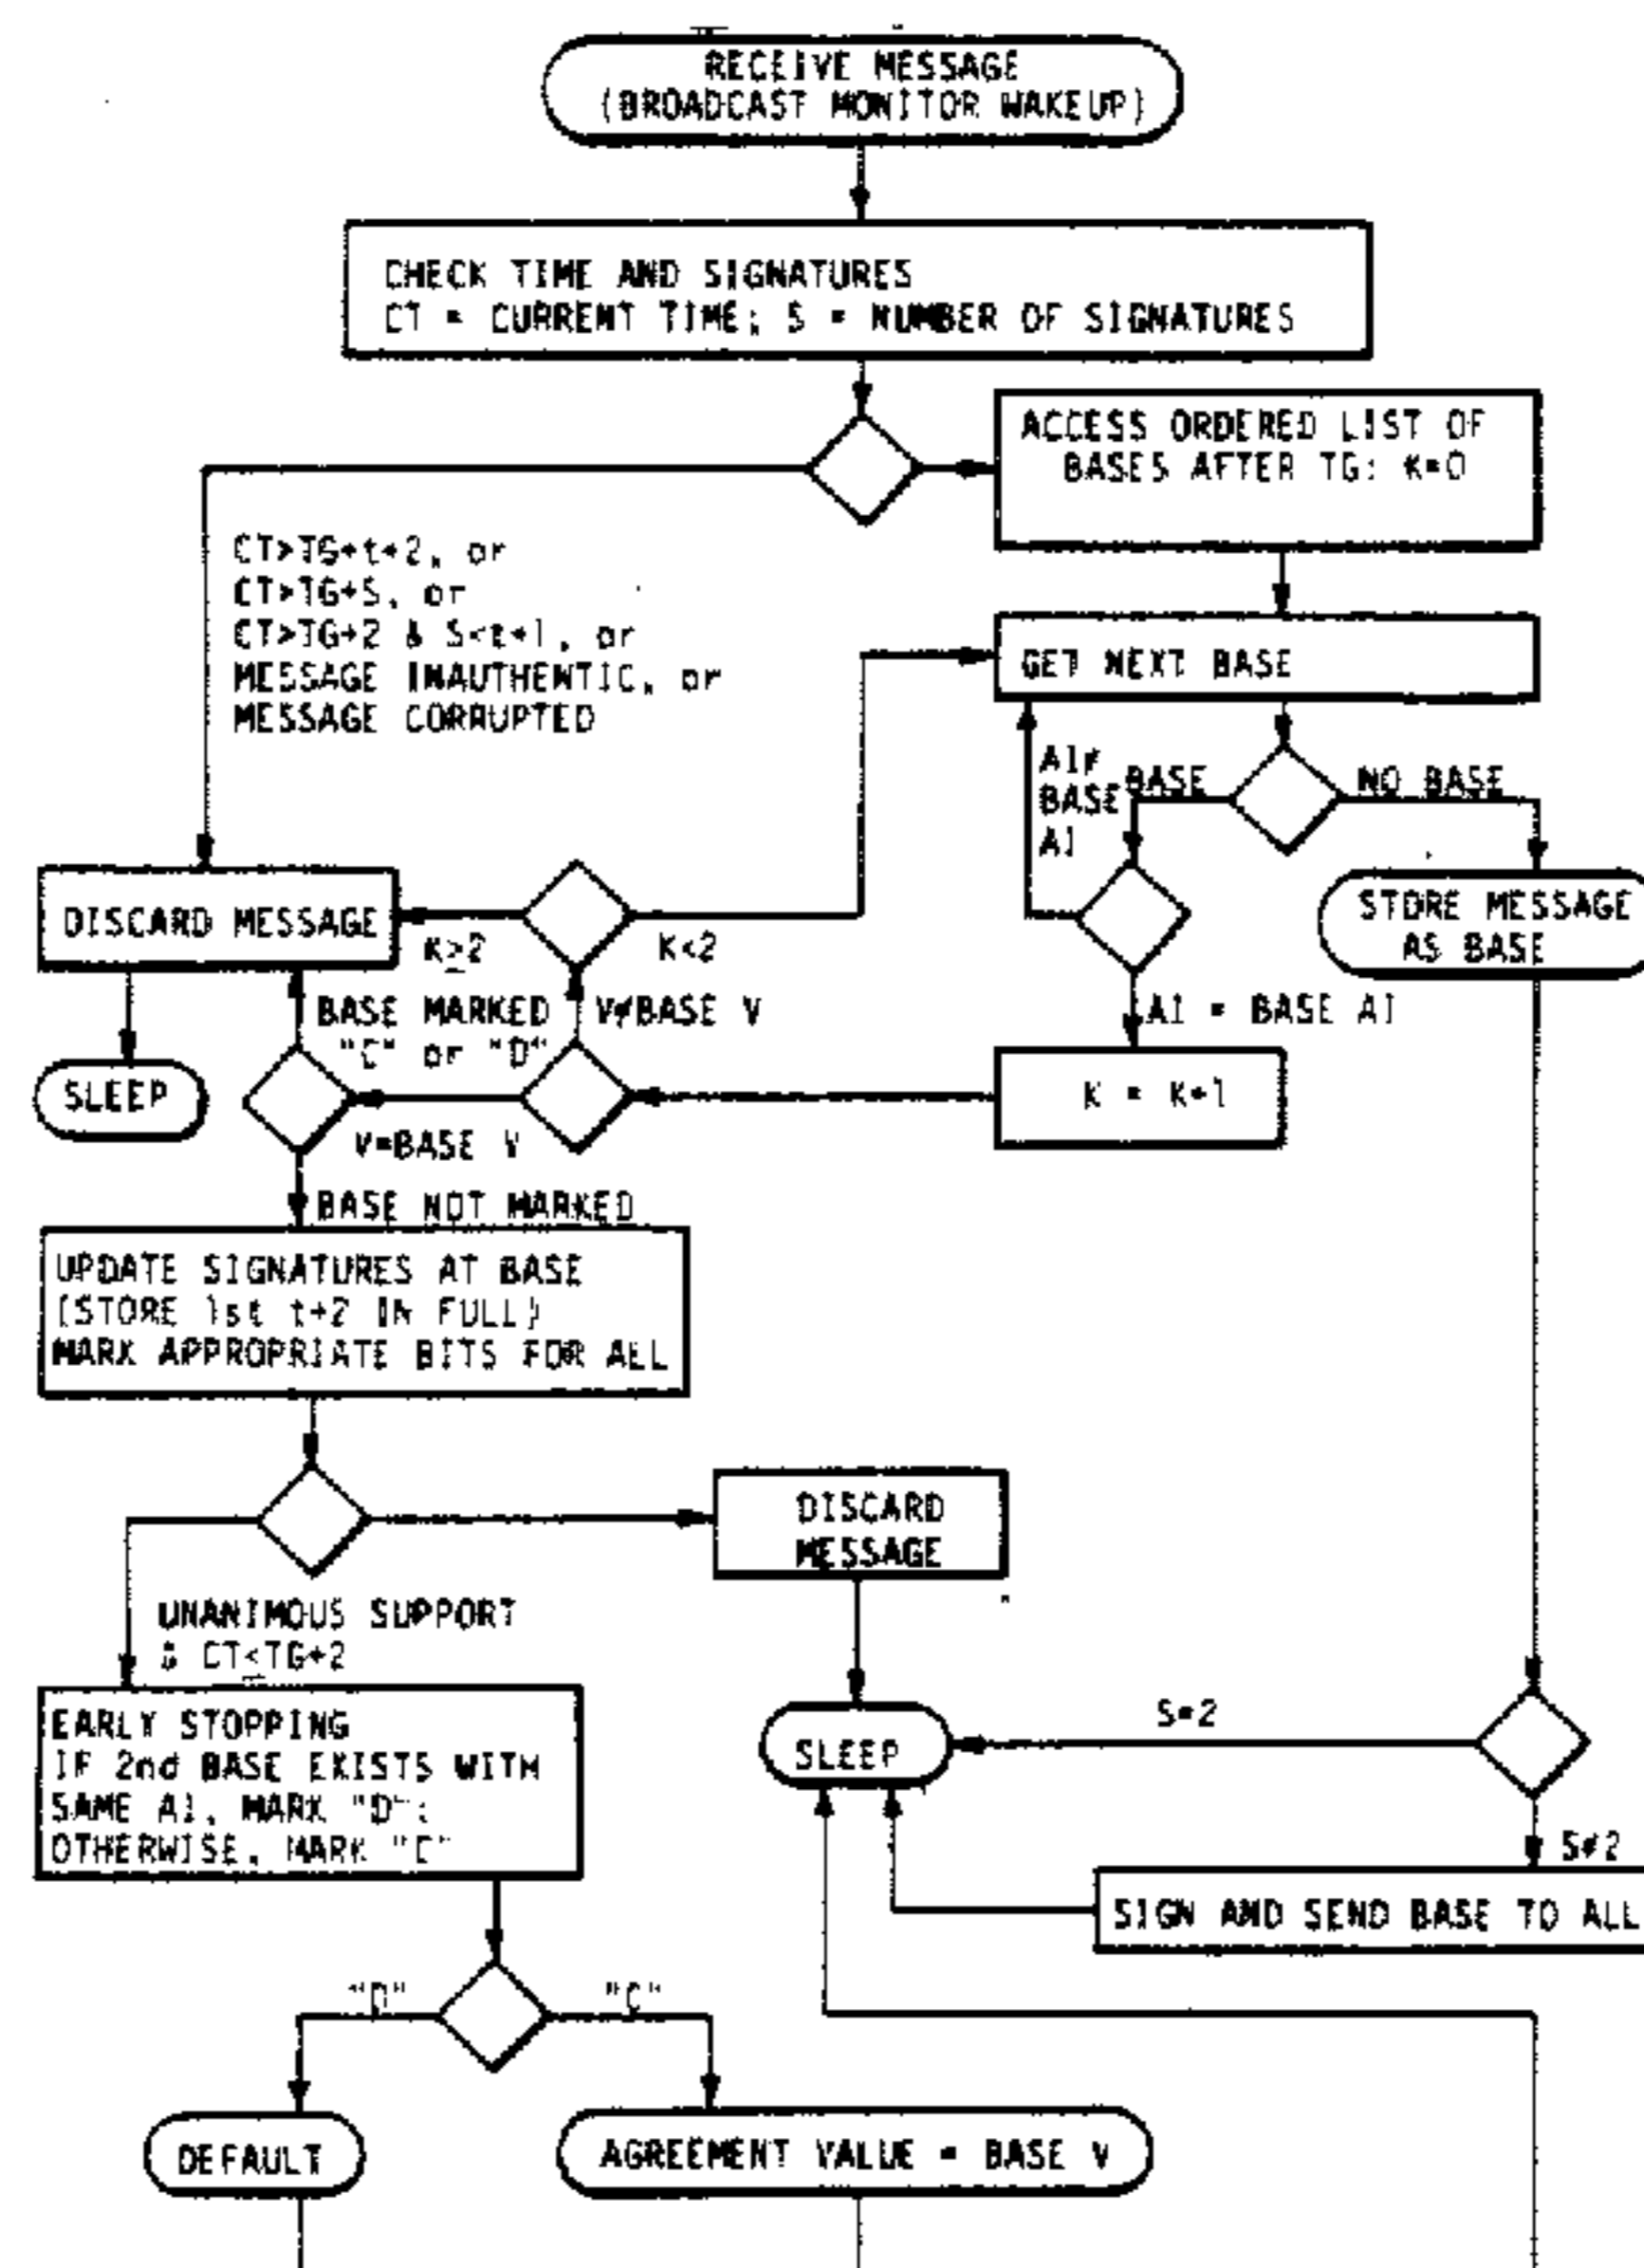 RECEIVE MESSAGE
(BROADCAST MONITOR WAKEUP)
CHECK TIME AND SIGNATURES
CT = CURRENT TIME; S = NUMBER OF SIGNATURES
ACCESS ORDERED LIST OF
BASES AFTER TG; K=0
CT>TG+t+2, or
CT>TG+S, or
CT>TG+2 & S<t+1, or
MESSAGE INAUTHENTIC, or
MESSAGE CORRUPTED
GET NEXT BASE
AI≠
BASE
AI
BASE
NO BASE
STORE MESSAGE
AS BASE
DISCARD MESSAGE
K≥2
K<2
BASE MARKED
"C" or "D"
V≠BASE V
AI = BASE AI
SLEEP
K = K+1
V=BASE V
BASE NOT MARKED
UPDATE SIGNATURES AT BASE
(STORE 1st t+2 IN FULL)
MARK APPROPRIATE BITS FOR ALL
DISCARD
MESSAGE
UNANIMOUS SUPPORT
& CT≤TG+2
EARLY STOPPING
IF 2nd BASE EXISTS WITH
SAME AI, MARK "D";
OTHERWISE, MARK "C"
SLEEP
S=2
S≠2
SIGN AND SEND BASE TO ALL
"D"
"C"
DEFAULT
AGREEMENT VALUE = BASE V